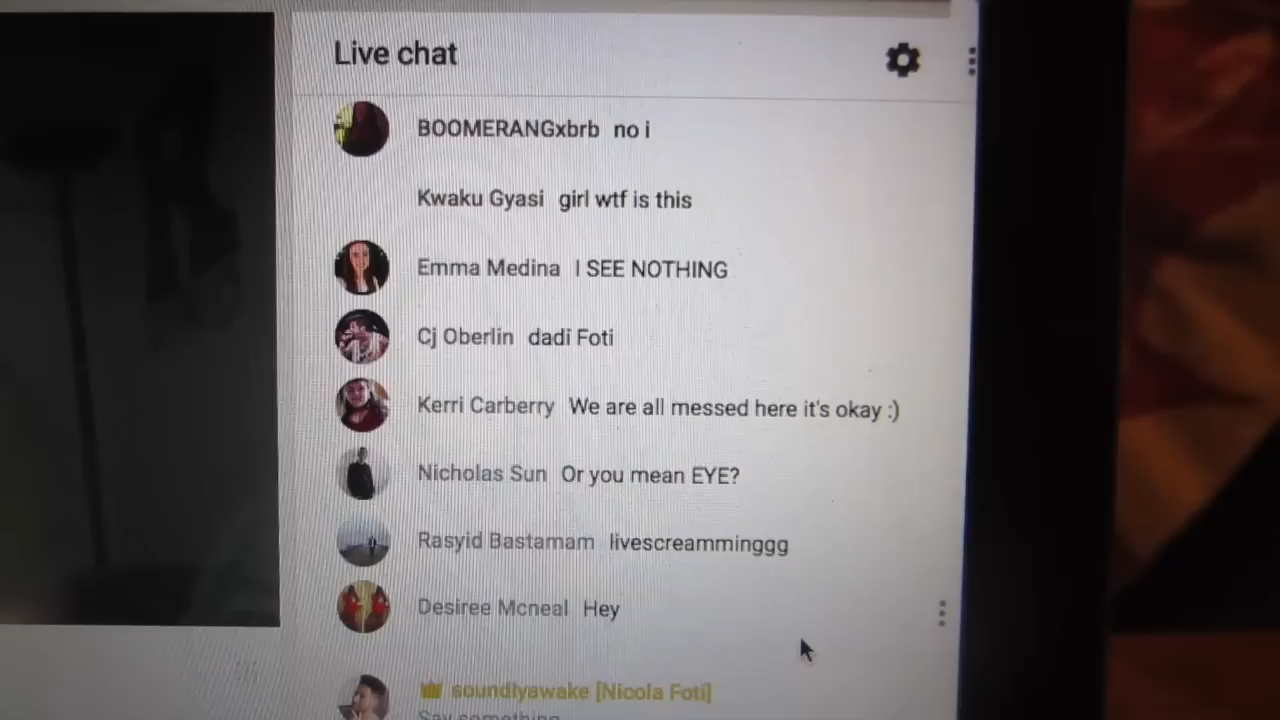 Live chat
BOOMERANGxbrb no i
Kwaku Gyasi girl wtf is this
Emma Medina I SEE NOTHING
Cj Oberlin dadi Foti
Kerri Carberry We are all messed here it's okay :)
Nicholas Sun Or you mean EYE?
Rasyid Bastamam livescreamminggg
Desiree Mcneal Hey
soundlyawake [Nicola Foti]
Say something